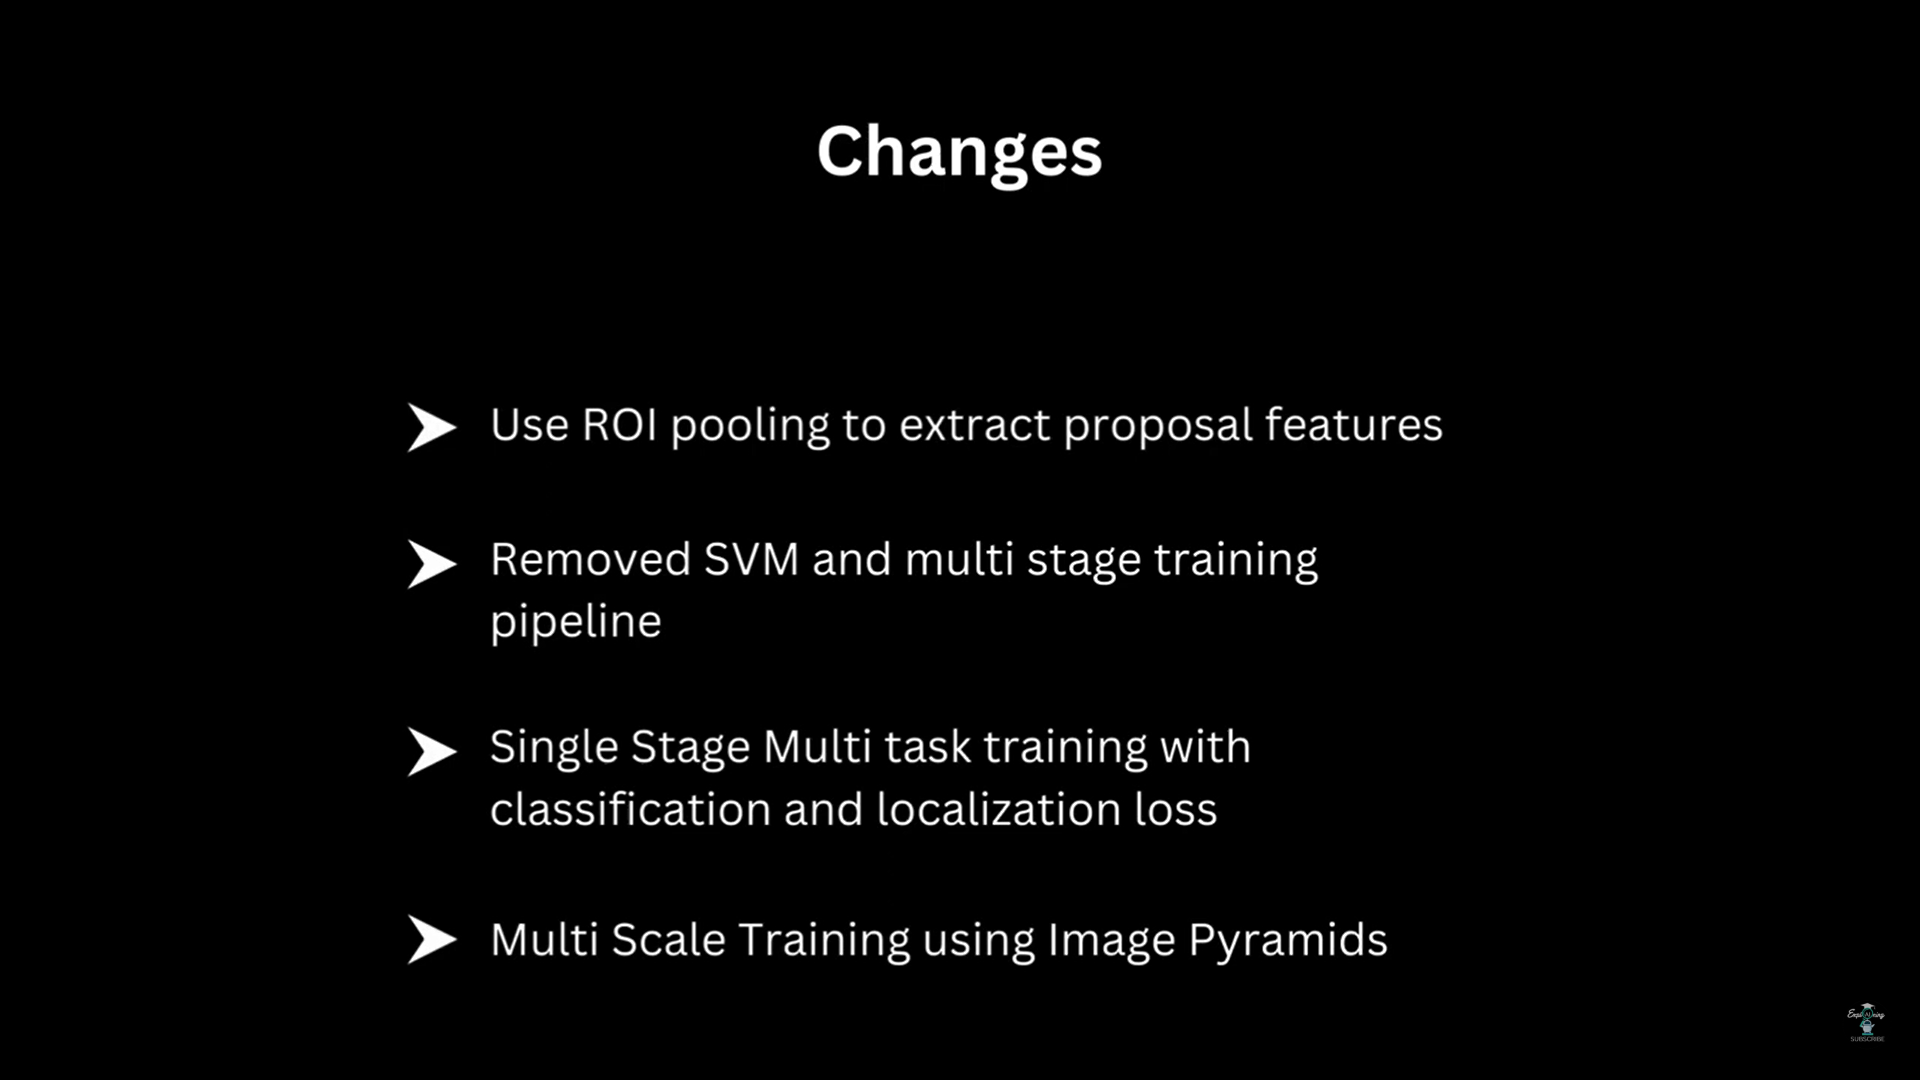 Changes
Use ROI pooling to extract proposal features
Removed SVM and multi stage training
pipeline
Single Stage Multi task training with
classification and localization loss
Multi Scale Training using Image Pyramids
SUBSCRIBE